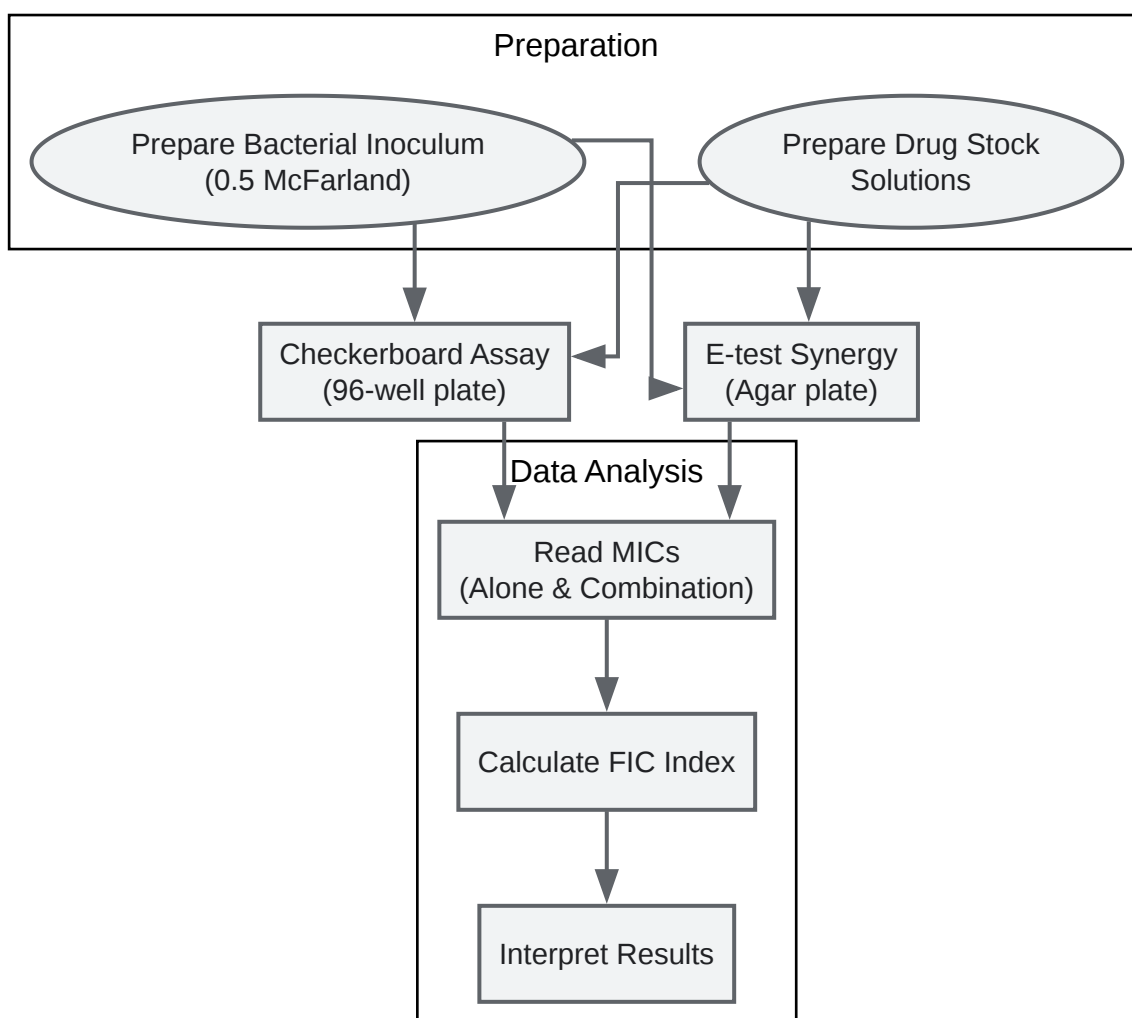 Preparation
Prepare Bacterial Inoculum
(0.5 McFarland)
Prepare Drug Stock
Solutions
Checkerboard Assay
(96-well plate)
E-test Synergy
(Agar plate)
Data Analysis
Read MICs
(Alone & Combination)
Calculate FIC Index
Interpret Results